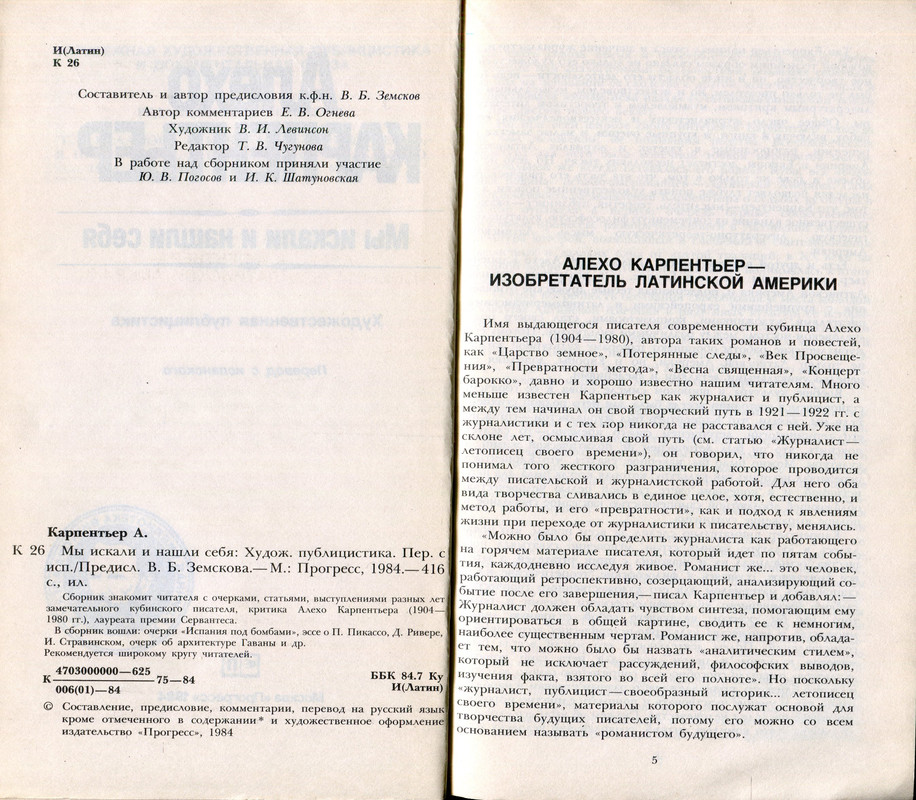 И(Латин)
К 26
Составитель и автор предисловия к.ф.н. В. Б. Земсков
Автор комментариев Е. В. Огнева
Художник В. И. Левинсон
Редактор Т. В. Чугунова
В работе над сборником приняли участие
Ю. В. Погосов и И. К. Шатуновская
Карпентьер А.
К 26 Мы искали и нашли себя: Худож. публицистика. Пер. с
исп./Предисл. В. Б. Земскова.— М.: Прогресс, 1984.— 416
с., ил.
Сборник знакомит читателя с очерками, статьями, выступлениями разных лет
замечательного кубинского писателя, критика Алехо Карпентьера (1904—
1980 гг.), лауреата премии Сервантеса.
В сборник вошли: очерки «Испания под бомбами», эссе о П. Пикассо, Д. Ривере,
И. Стравинском, очерк об архитектуре Гаваны и др.
Рекомендуется широкому кругу читателей.
К 4703000000—625 75—84
006(01)—84
ББК 84.7 Ку
И(Латин)
© Составление, предисловие, комментарии, перевод на русский язык
кроме отмеченного в содержании* и художественное оформление
издательство «Прогресс», 1984
АЛЕХО КАРПЕНТЬЕР—
ИЗОБРЕТАТЕЛЬ ЛАТИНСКОЙ АМЕРИКИ
Имя выдающегося писателя современности кубинца Алехо
Карпентьера (1904—1980), автора таких романов и повестей,
как «Царство земное», «Потерянные следы», «Век Просвеще-
ния», «Превратности метода», «Весна священная», «Концерт
барокко», давно и хорошо известно нашим читателям. Много
меньше известен Карпентьер как журналист и публицист, а
между тем начинал он свой творческий путь в 1921—1922 гг. с
журналистики и с тех пор никогда не расставался с ней. Уже на
склоне лет, осмысливая свой путь (см. статью «Журналист—
летописец своего времени»), он говорил, что никогда не
понимал того жесткого разграничения, которое проводится
между писательской и журналистской работой. Для него оба
вида творчества сливались в единое целое, хотя, естественно, и
метод работы, и его «превратности», как и подход к явлениям
жизни при переходе от журналистики к писательству, менялись.
«Можно было бы определить журналиста как работающего
на горячем материале писателя, который идет по пятам собы-
тия, каждодневно исследуя живое. Романист же... это человек,
работающий ретроспективно, созерцающий, анализирующий со-
бытие после его завершения,— писал Карпентьер и добавлял:—
Журналист должен обладать чувством синтеза, помогающим ему
ориентироваться в общей картине, сводить ее к немногим,
наиболее существенным чертам. Романист же, напротив, облада-
ет тем, что можно было бы назвать «аналитическим стилем»,
который не исключает рассуждений, философских выводов,
изучения факта, взятого во всей его полноте». Но поскольку
«журналист, публицист—своеобразный историк... летописец
своего времени», материалы которого послужат основой для
творчества будущих писателей, потому его можно со всем
основанием называть «романистом будущего».
5